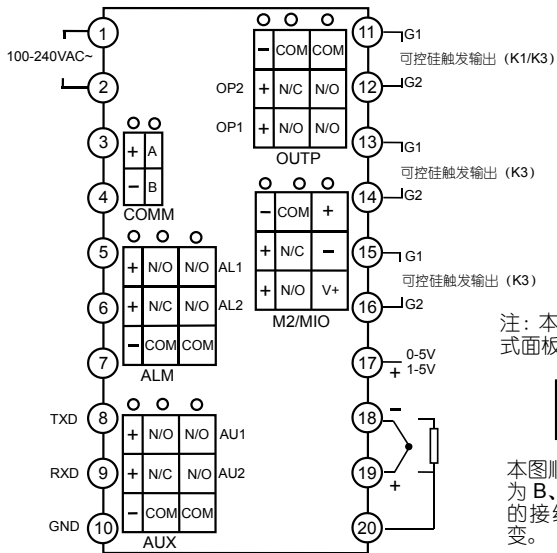 1
100-240VAC~
2
3
+ A
4
− B
COMM
5
+ N/O N/O AL1
6
+ N/C N/O AL2
7
− COM COM
ALM
TXD 8
+ N/O N/O AU1
RXD 9
+ N/C N/O AU2
GND 10
− COM COM
AUX
− COM COM
OP2 + N/C N/O
OP1 + N/O N/O
OUTP
− COM +
+ N/C −
+ N/O V+
M2/MIO
11 G1
可控硅触发输出 (K1/K3)
12 G2
13 G1
可控硅触发输出 (K3)
14 G2
15 G1
可控硅触发输出 (K3)
16 G2
17 0-5V
+ 1-5V
18 −
19 +
20
注：本
式面板
本图顺
为 B、
的接线
变。